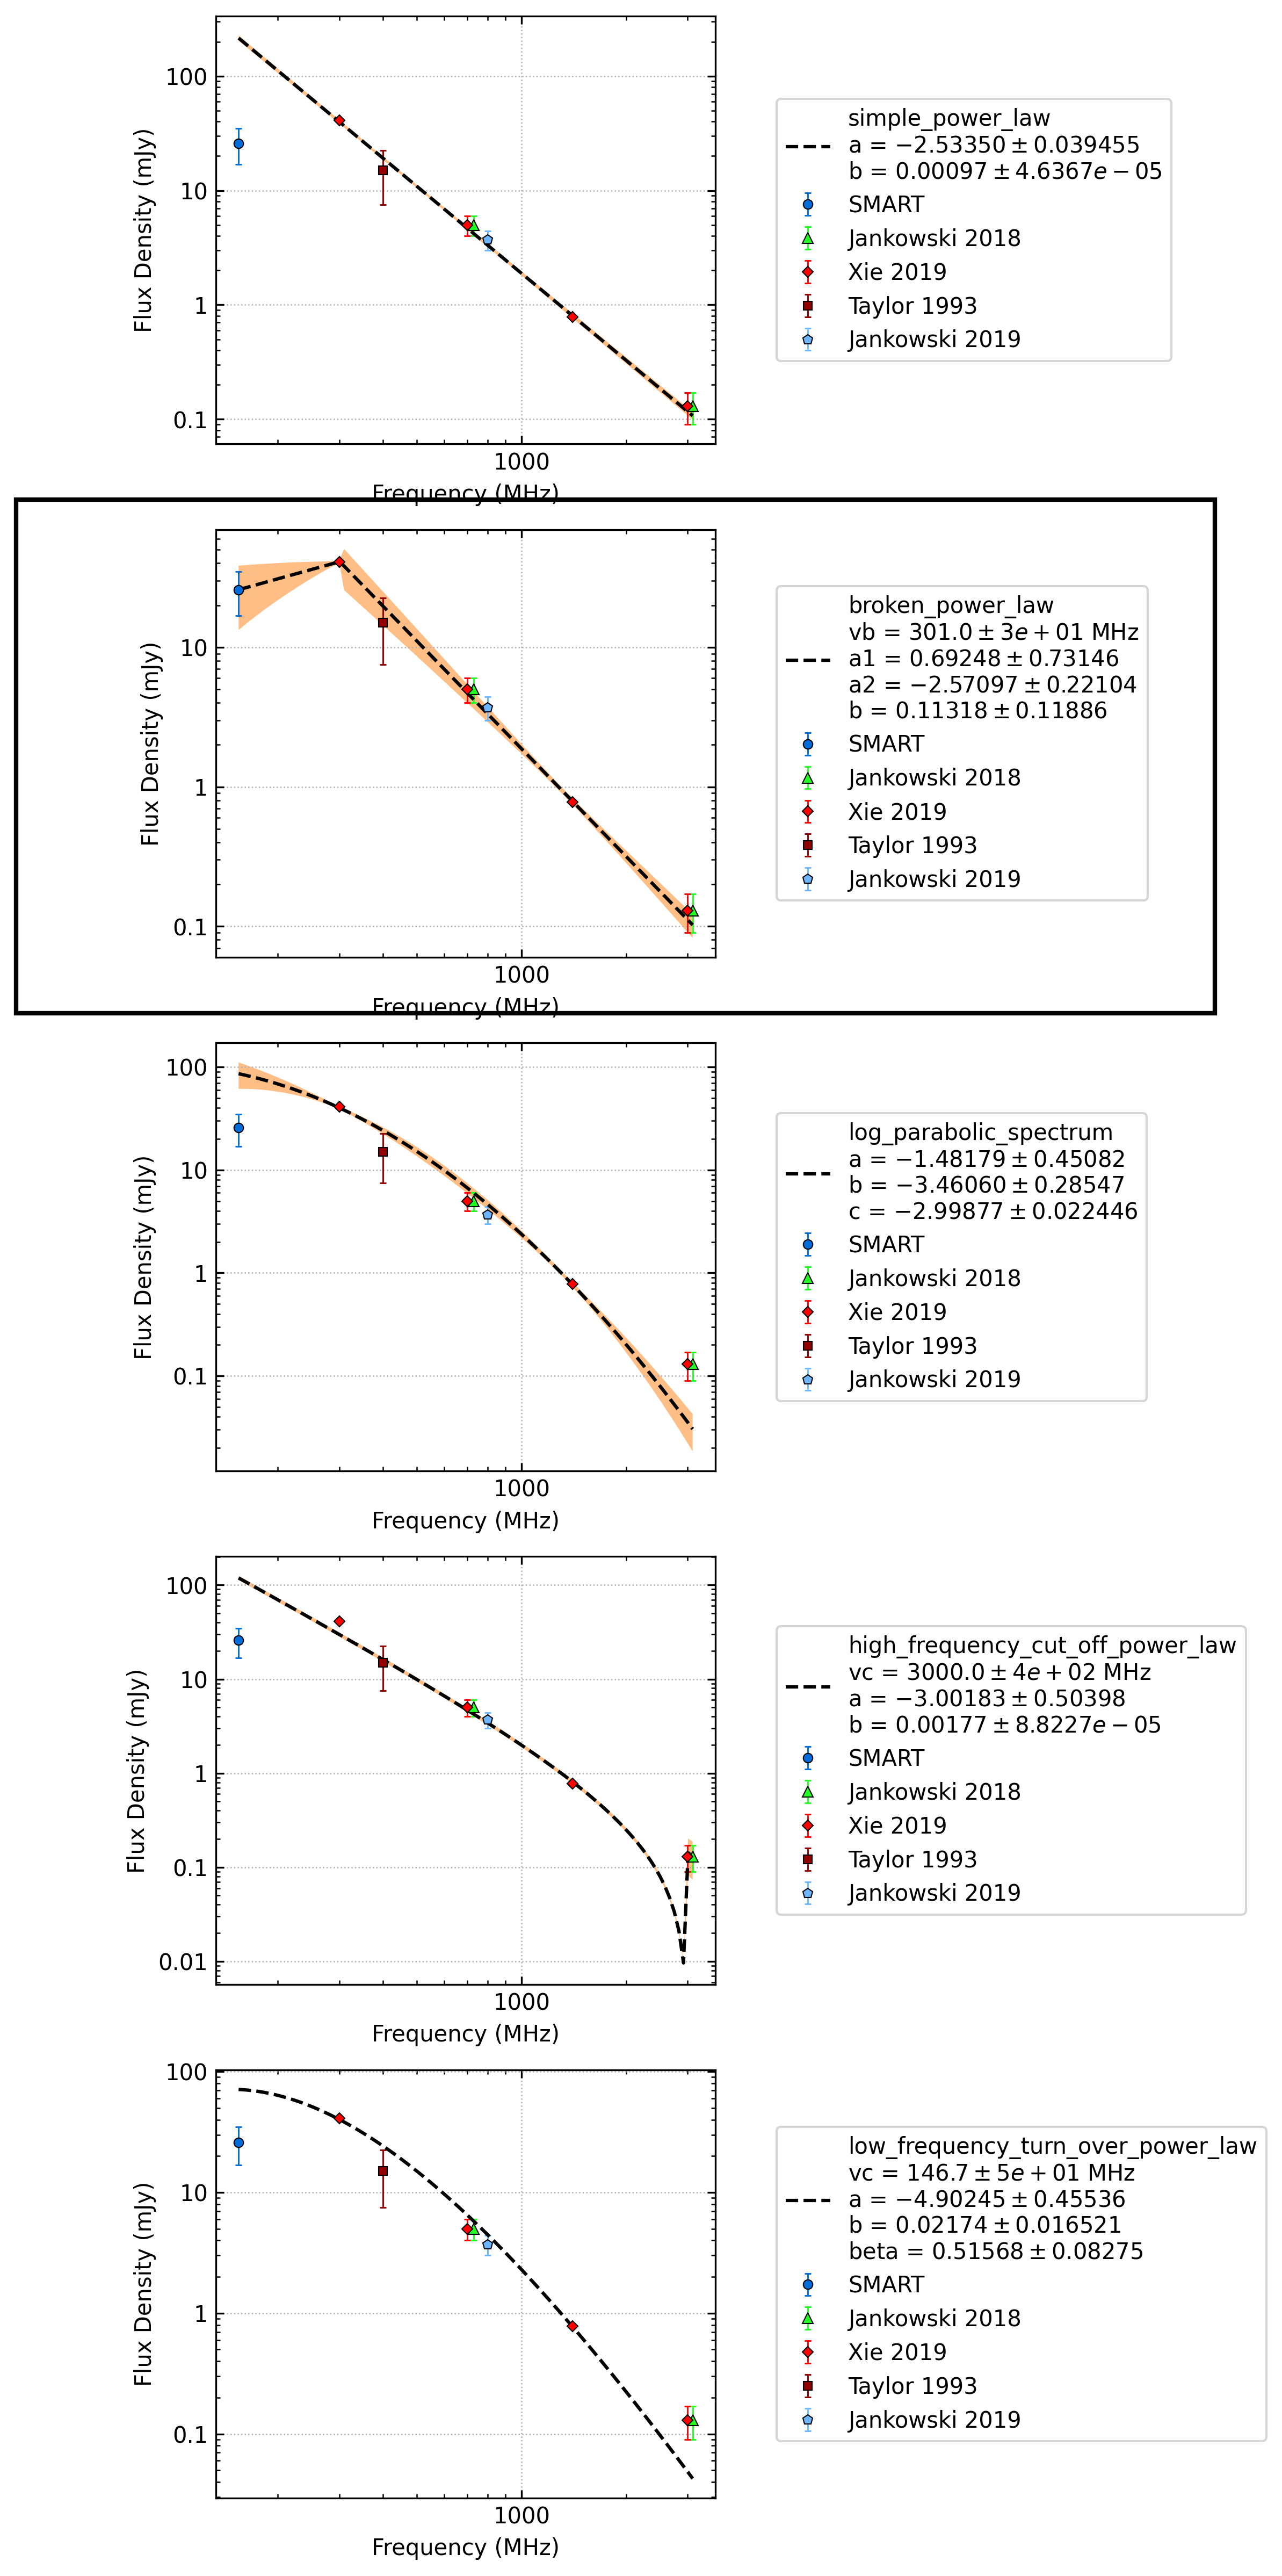 100
10
1
0.1
Flux Density (mJy)
1000
Frequency (MHz)
simple_power_law
a = −2.53350 ± 0.039455
b = 0.00097 ± 4.6367e − 05
SMART
Jankowski 2018
Xie 2019
Taylor 1993
Jankowski 2019
10
1
0.1
Flux Density (mJy)
1000
Frequency (MHz)
broken_power_law
vb = 301.0 ± 3e + 01 MHz
a1 = 0.69248 ± 0.73146
a2 = −2.57097 ± 0.22104
b = 0.11318 ± 0.11886
SMART
Jankowski 2018
Xie 2019
Taylor 1993
Jankowski 2019
100
10
1
0.1
Flux Density (mJy)
1000
Frequency (MHz)
log_parabolic_spectrum
a = −1.48179 ± 0.45082
b = −3.46060 ± 0.28547
c = −2.99877 ± 0.022446
SMART
Jankowski 2018
Xie 2019
Taylor 1993
Jankowski 2019
100
10
1
0.1
0.01
Flux Density (mJy)
1000
Frequency (MHz)
high_frequency_cut_off_power_law
vc = 3000.0 ± 4e + 02 MHz
a = −3.00183 ± 0.50398
b = 0.00177 ± 8.8227e − 05
SMART
Jankowski 2018
Xie 2019
Taylor 1993
Jankowski 2019
100
10
1
0.1
Flux Density (mJy)
1000
Frequency (MHz)
low_frequency_turn_over_power_law
vc = 146.7 ± 5e + 01 MHz
a = −4.90245 ± 0.45536
b = 0.02174 ± 0.016521
beta = 0.51568 ± 0.08275
SMART
Jankowski 2018
Xie 2019
Taylor 1993
Jankowski 2019